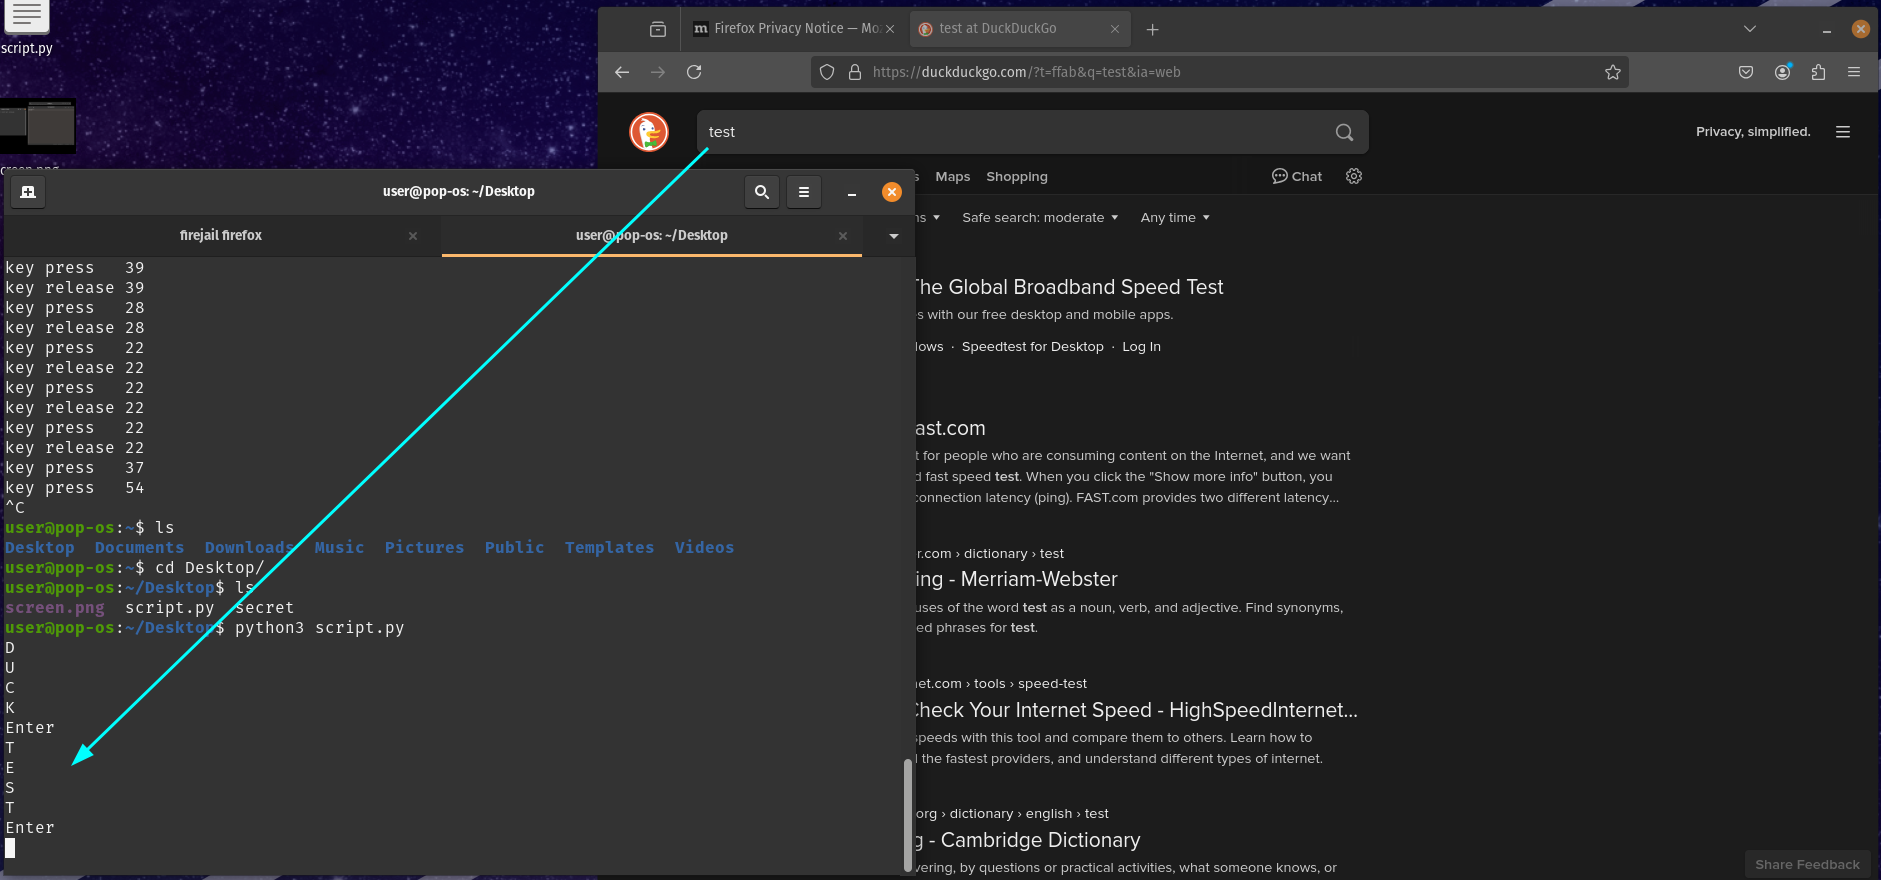 script.py
Firefox Privacy Notice — Mo
test at DuckDuckGo
https://duckduckgo.com/?t=ffab&q=test&ia=web
test
Privacy, simplified.
Maps Shopping
Chat
Safe search: moderate Any time
The Global Broadband Speed Test
s with our free desktop and mobile apps.
lows · Speedtest for Desktop · Log In
ast.com
t for people who are consuming content on the Internet, and we want
d fast speed test. When you click the "Show more info" button, you
connection latency (ping). FAST.com provides two different latency...
r.com › dictionary › test
ing - Merriam-Webster
uses of the word test as a noun, verb, and adjective. Find synonyms,
ed phrases for test.
net.com › tools › speed-test
Check Your Internet Speed - HighSpeedInternet...
speeds with this tool and compare them to others. Learn how to
the fastest providers, and understand different types of internet.
org › dictionary › english › test
g - Cambridge Dictionary
vering, by questions or practical activities, what someone knows, or
Share Feedback
user@pop-os: ~/Desktop
firejail firefox
user@pop-os: ~/Desktop
key press 39
key release 39
key press 28
key release 28
key press 22
key release 22
key press 22
key release 22
key press 22
key release 22
key press 37
key press 54
^C
user@pop-os:~$ ls
Desktop Documents Downloads Music Pictures Public Templates Videos
user@pop-os:~$ cd Desktop/
user@pop-os:~/Desktop$ ls
screen.png script.py secret
user@pop-os:~/Desktop$ python3 script.py
D
U
C
K
Enter
T
E
S
T
Enter